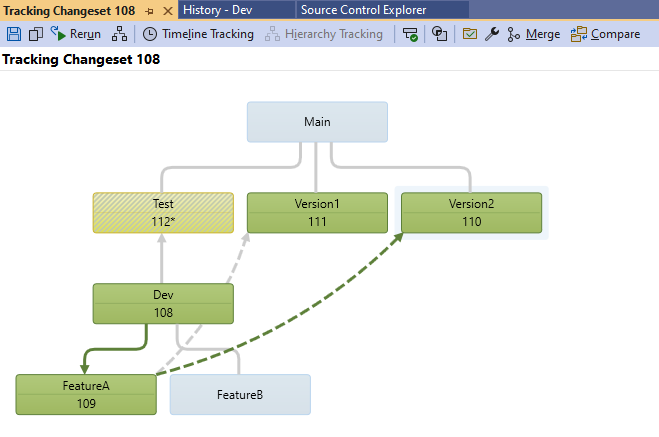 Tracking Changeset 108
History - Dev
Source Control Explorer
Rerun
Timeline Tracking
Hierarchy Tracking
Merge
Compare
Tracking Changeset 108
Main
Test
112*
Version1
111
Version2
110
Dev
108
FeatureA
109
FeatureB